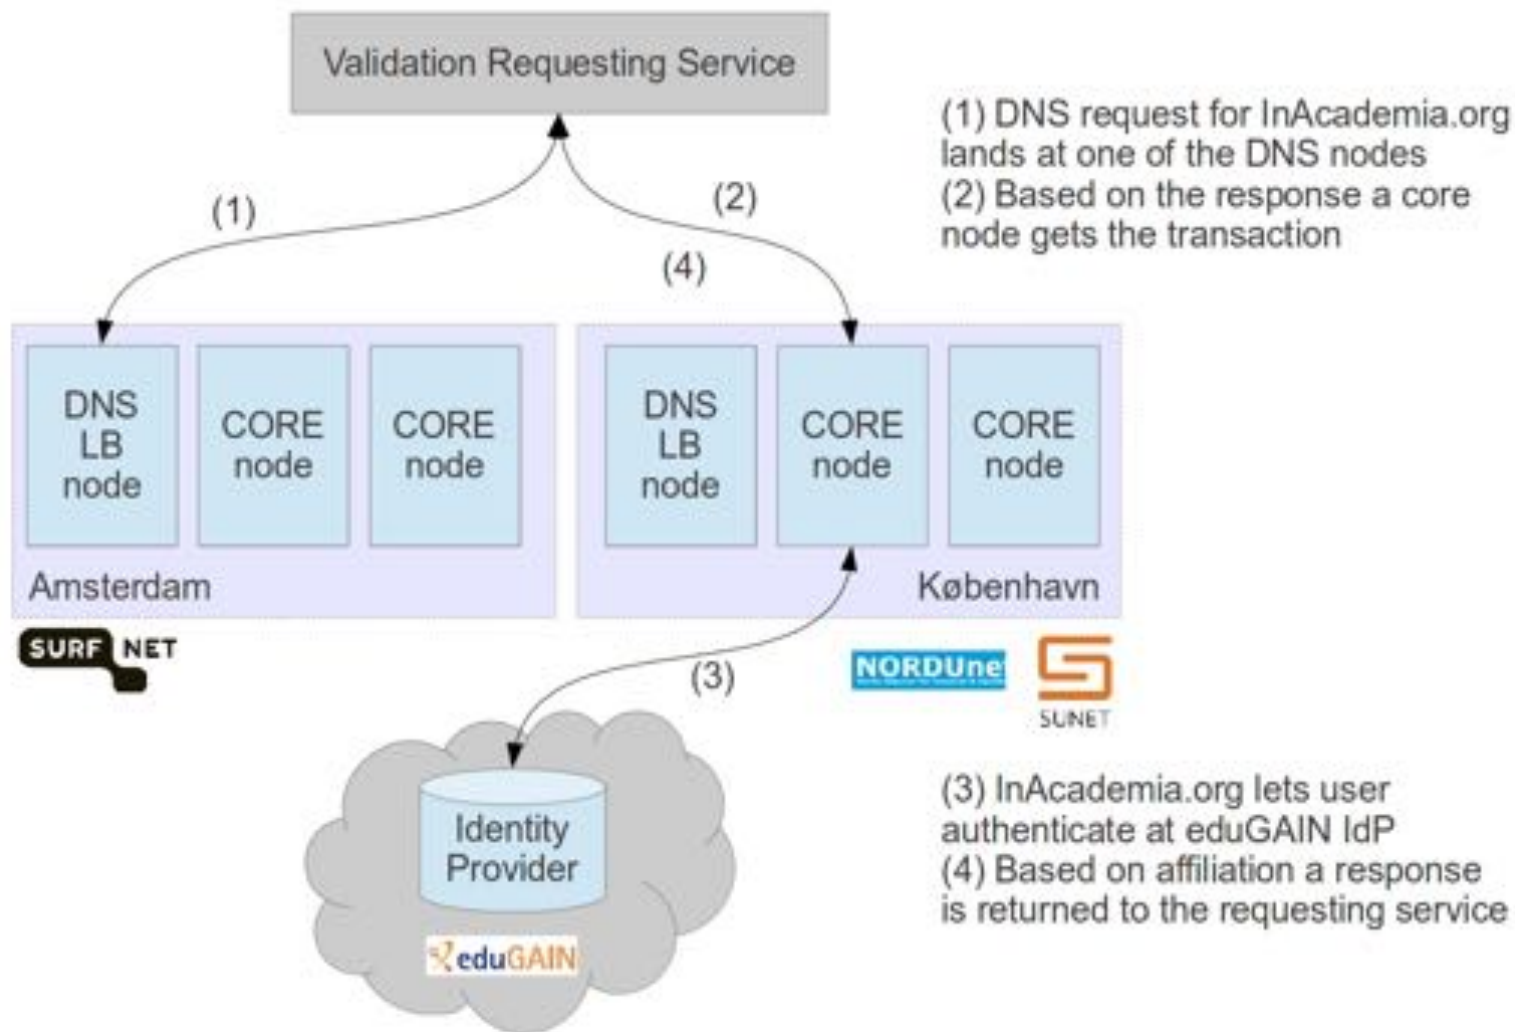 Validation Requesting Service
(1) DNS request for InAcademia.org
lands at one of the DNS nodes
(2) Based on the response a core
node gets the transaction
(1)
(2)
(4)
DNS
LB
node
CORE
node
CORE
node
DNS
LB
node
CORE
node
CORE
node
Amsterdam
København
SURF NET
(3)
NORDUne
SUNET
Identity
Provider
eduGAIN
(3) InAcademia.org lets user
authenticate at eduGAIN IdP
(4) Based on affiliation a response
is returned to the requesting service